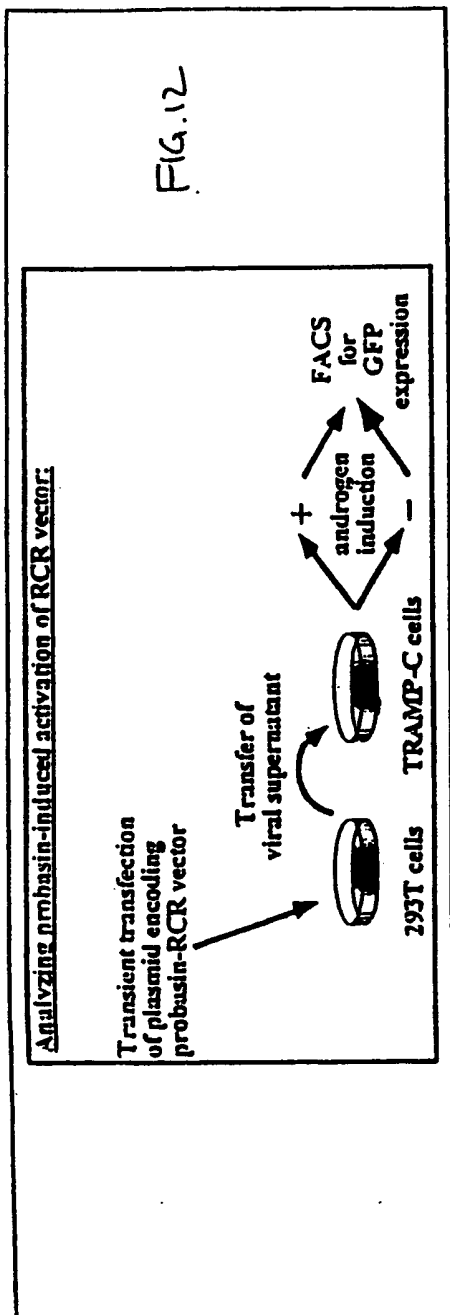 Analyzing probasin-induced activation of RCR vector:
Transient transfection
of plasmid encoding
probasin-RCR vector
Transfer of
viral supernatant
293T cells
TRAMP-C cells
+
androgen
induction
–
FACS
for
GFP
expression
FIG.12